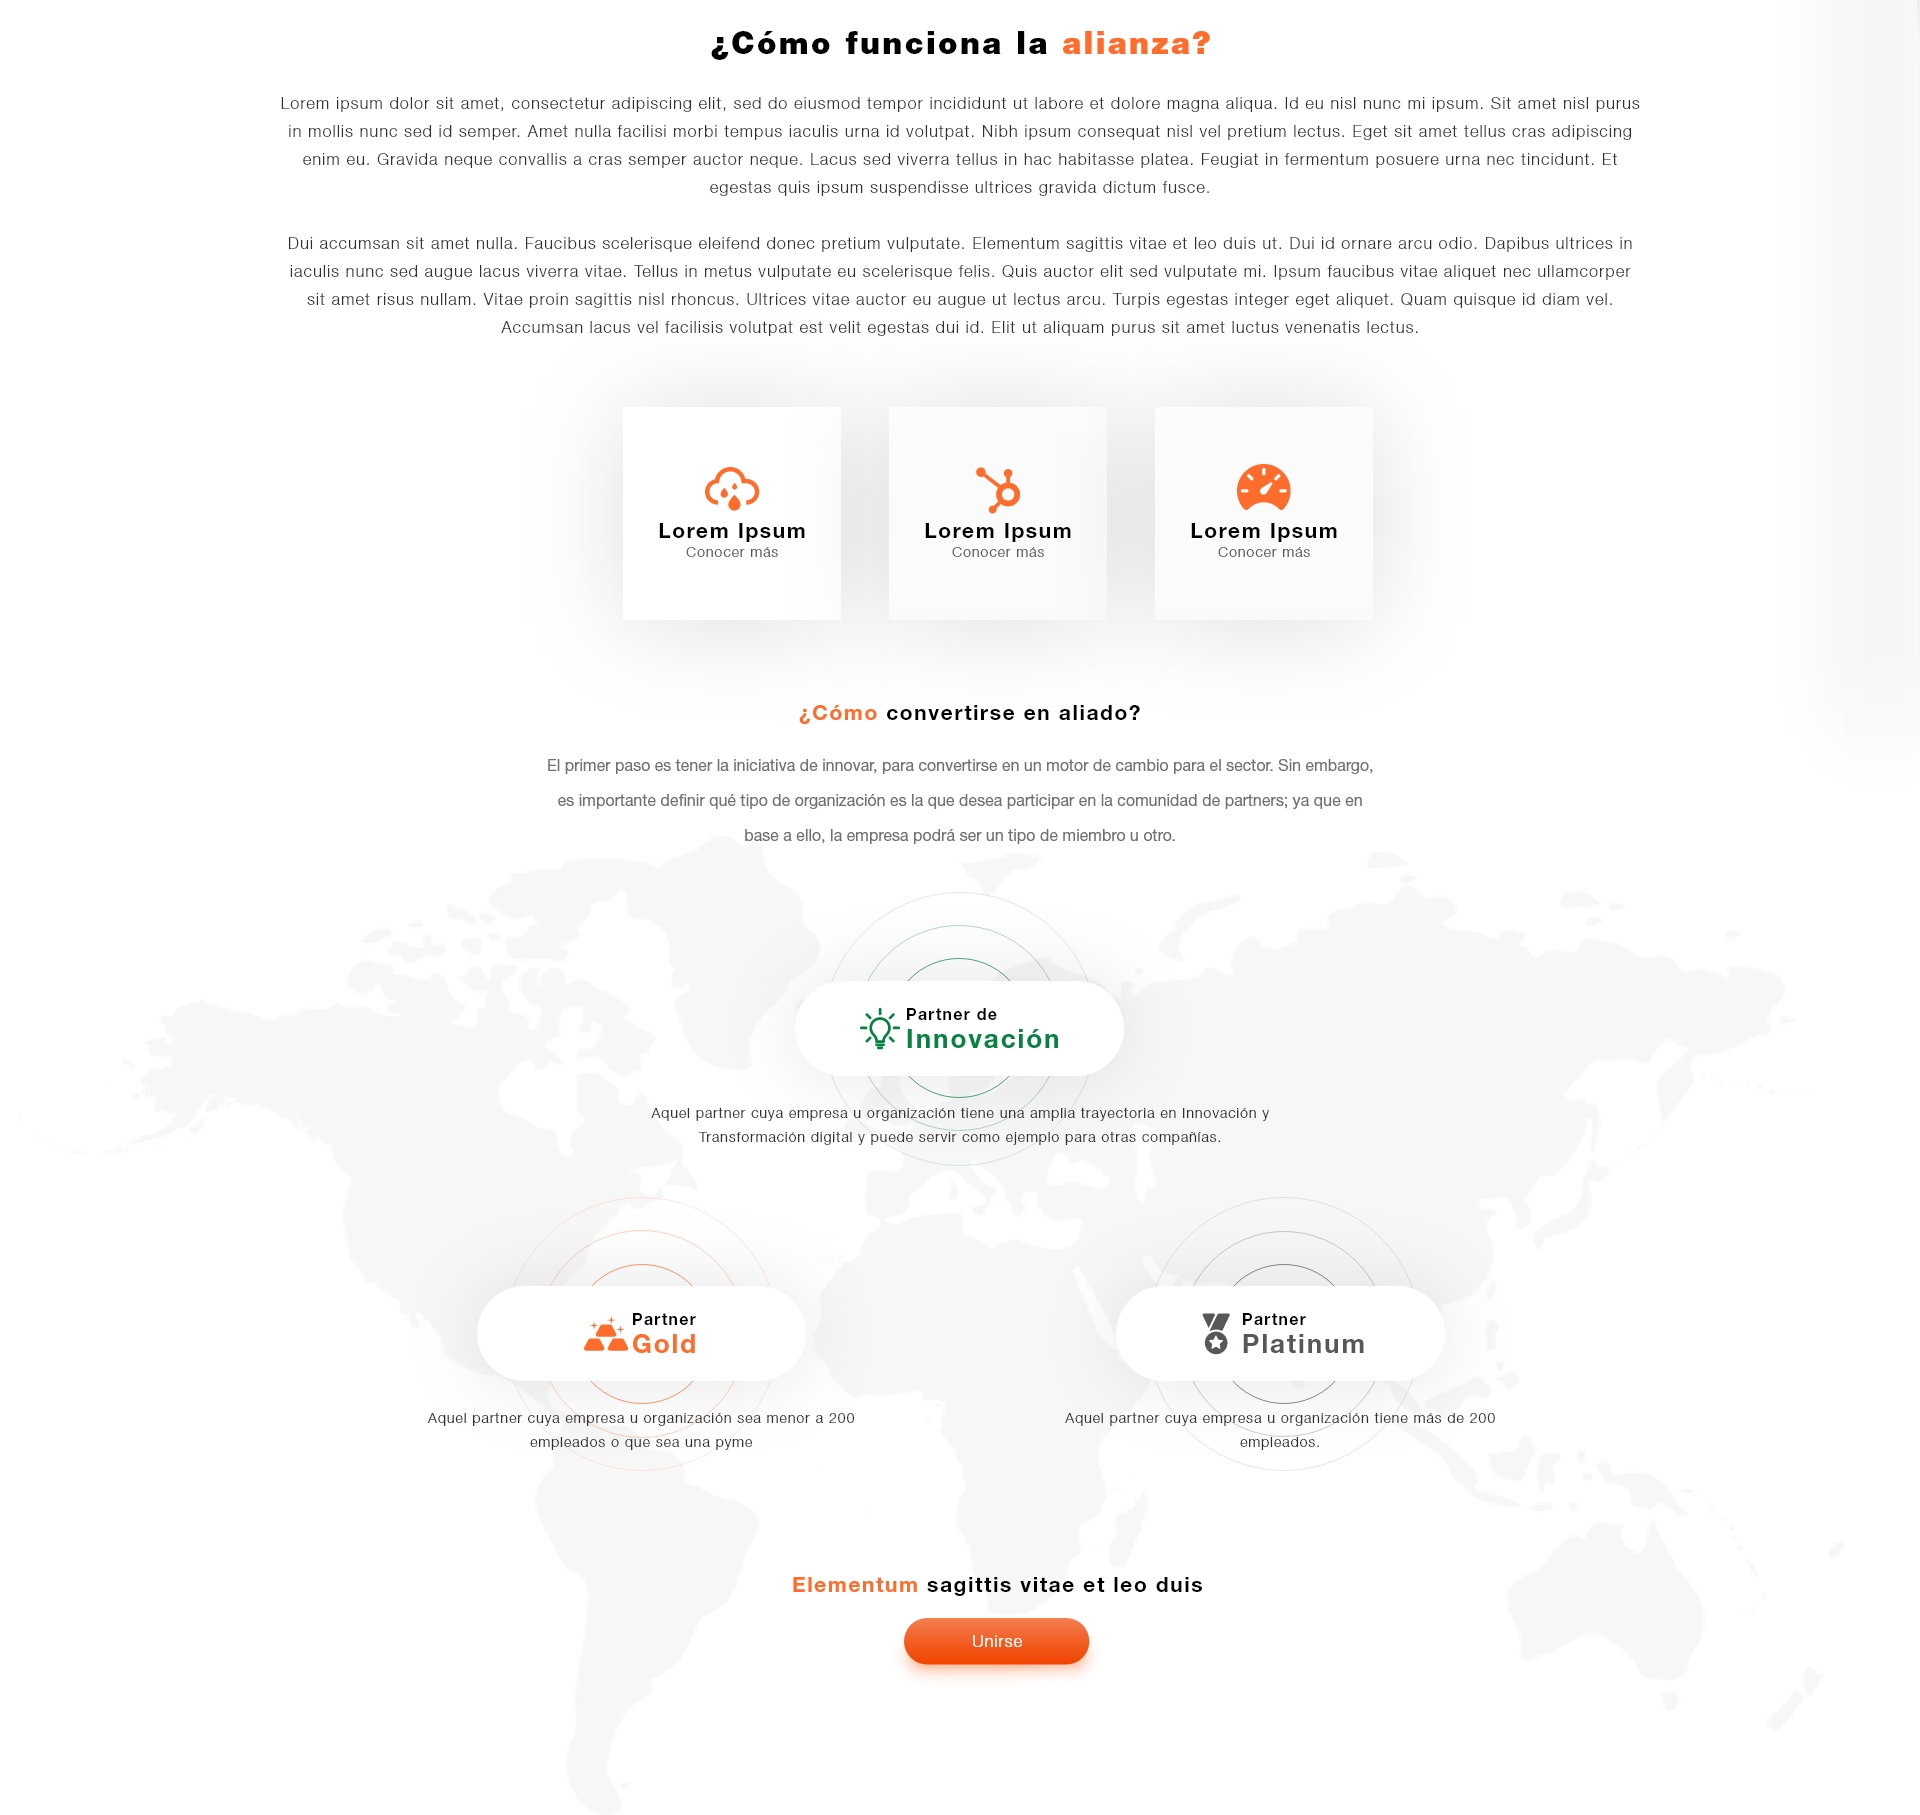 ¿Cómo funciona la alianza?
Lorem ipsum dolor sit amet, consectetur adipiscing elit, sed do eiusmod tempor incididunt ut labore et dolore magna aliqua. Id eu nisl nunc mi ipsum. Sit amet nisl purus
in mollis nunc sed id semper. Amet nulla facilisi morbi tempus iaculis urna id volutpat. Nibh ipsum consequat nisl vel pretium lectus. Eget sit amet tellus cras adipiscing
enim eu. Gravida neque convallis a cras semper auctor neque. Lacus sed viverra tellus in hac habitasse platea. Feugiat in fermentum posuere urna nec tincidunt. Et
egestas quis ipsum suspendisse ultrices gravida dictum fusce.
Dui accumsan sit amet nulla. Faucibus scelerisque eleifend donec pretium vulputate. Elementum sagittis vitae et leo duis ut. Dui id ornare arcu odio. Dapibus ultrices in
iaculis nunc sed augue lacus viverra vitae. Tellus in metus vulputate eu scelerisque felis. Quis auctor elit sed vulputate mi. Ipsum faucibus vitae aliquet nec ullamcorper
sit amet risus nullam. Vitae proin sagittis nisl rhoncus. Ultrices vitae auctor eu augue ut lectus arcu. Turpis egestas integer eget aliquet. Quam quisque id diam vel.
Accumsan lacus vel facilisis volutpat est velit egestas dui id. Elit ut aliquam purus sit amet luctus venenatis lectus.
Lorem Ipsum
Conocer más
Lorem Ipsum
Conocer más
Lorem Ipsum
Conocer más
¿Cómo convertirse en aliado?
El primer paso es tener la iniciativa de innovar, para convertirse en un motor de cambio para el sector. Sin embargo,
es importante definir qué tipo de organización es la que desea participar en la comunidad de partners; ya que en
base a ello, la empresa podrá ser un tipo de miembro u otro.
Partner de
Innovación
Aquel partner cuya empresa u organización tiene una amplia trayectoria en Innovación y
Transformación digital y puede servir como ejemplo para otras compañías.
Partner
Gold
Aquel partner cuya empresa u organización sea menor a 200
empleados o que sea una pyme
Partner
Platinum
Aquel partner cuya empresa u organización tiene más de 200
empleados.
Elementum sagittis vitae et leo duis
Unirse